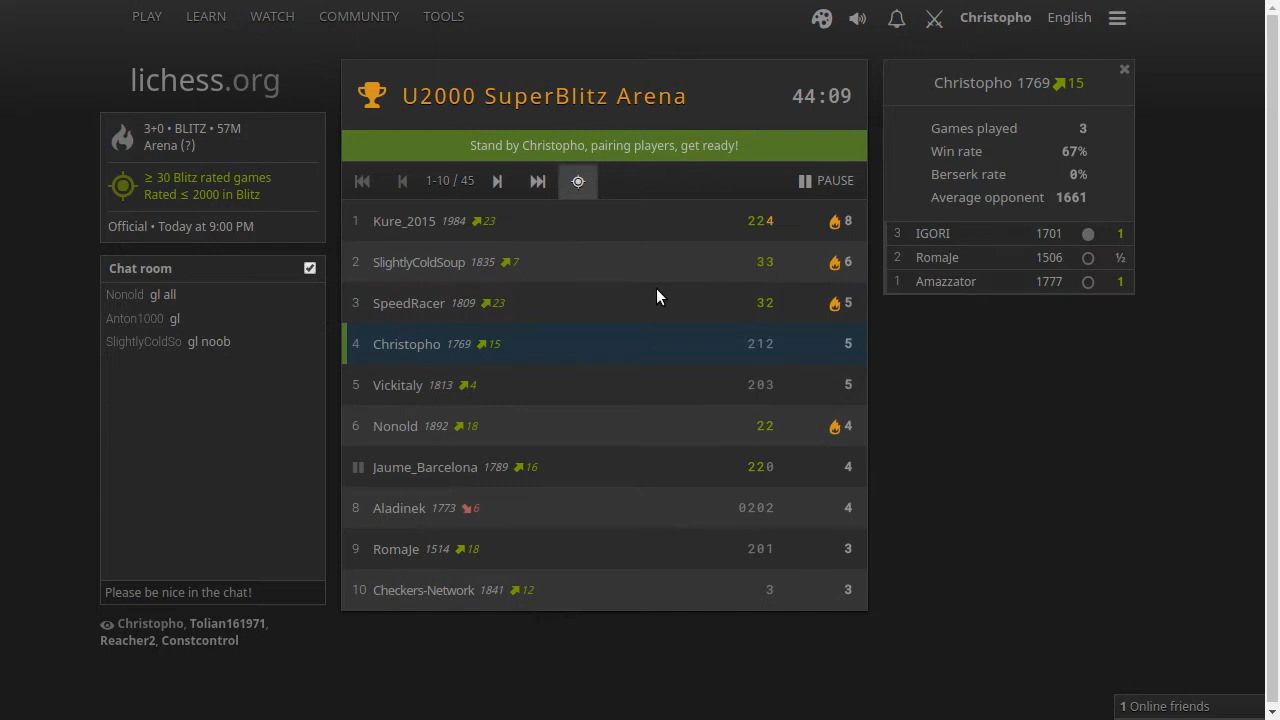 PLAY LEARN WATCH COMMUNITY TOOLS Christopho English
lichess.org
3+0 • BLITZ • 57M
Arena (?)
≥ 30 Blitz rated games
Rated ≤ 2000 in Blitz
Official • Today at 9:00 PM
Chat room
Nonold gl all
Anton1000 gl
SlightlyColdSo gl noob
Please be nice in the chat!
Christopho, Tolian161971,
Reacher2, Constcontrol
U2000 SuperBlitz Arena 44:09
Stand by Christopho, pairing players, get ready!
1-10 / 45 PAUSE
1 Kure_2015 1984 23 224 8
2 SlightlyColdSoup 1835 7 33 6
3 SpeedRacer 1809 23 32 5
4 Christopho 1769 15 212 5
5 Vickitaly 1813 4 203 5
6 Nonold 1892 18 22 4
Jaume_Barcelona 1789 16 220 4
8 Aladinek 1773 6 0202 4
9 RomaJe 1514 18 201 3
10 Checkers-Network 1841 12 3 3
Christopho 1769 15
Games played 3
Win rate 67%
Berserk rate 0%
Average opponent 1661
3 IGORI 1701 1
2 RomaJe 1506 ½
1 Amazzator 1777 1
1 Online friends